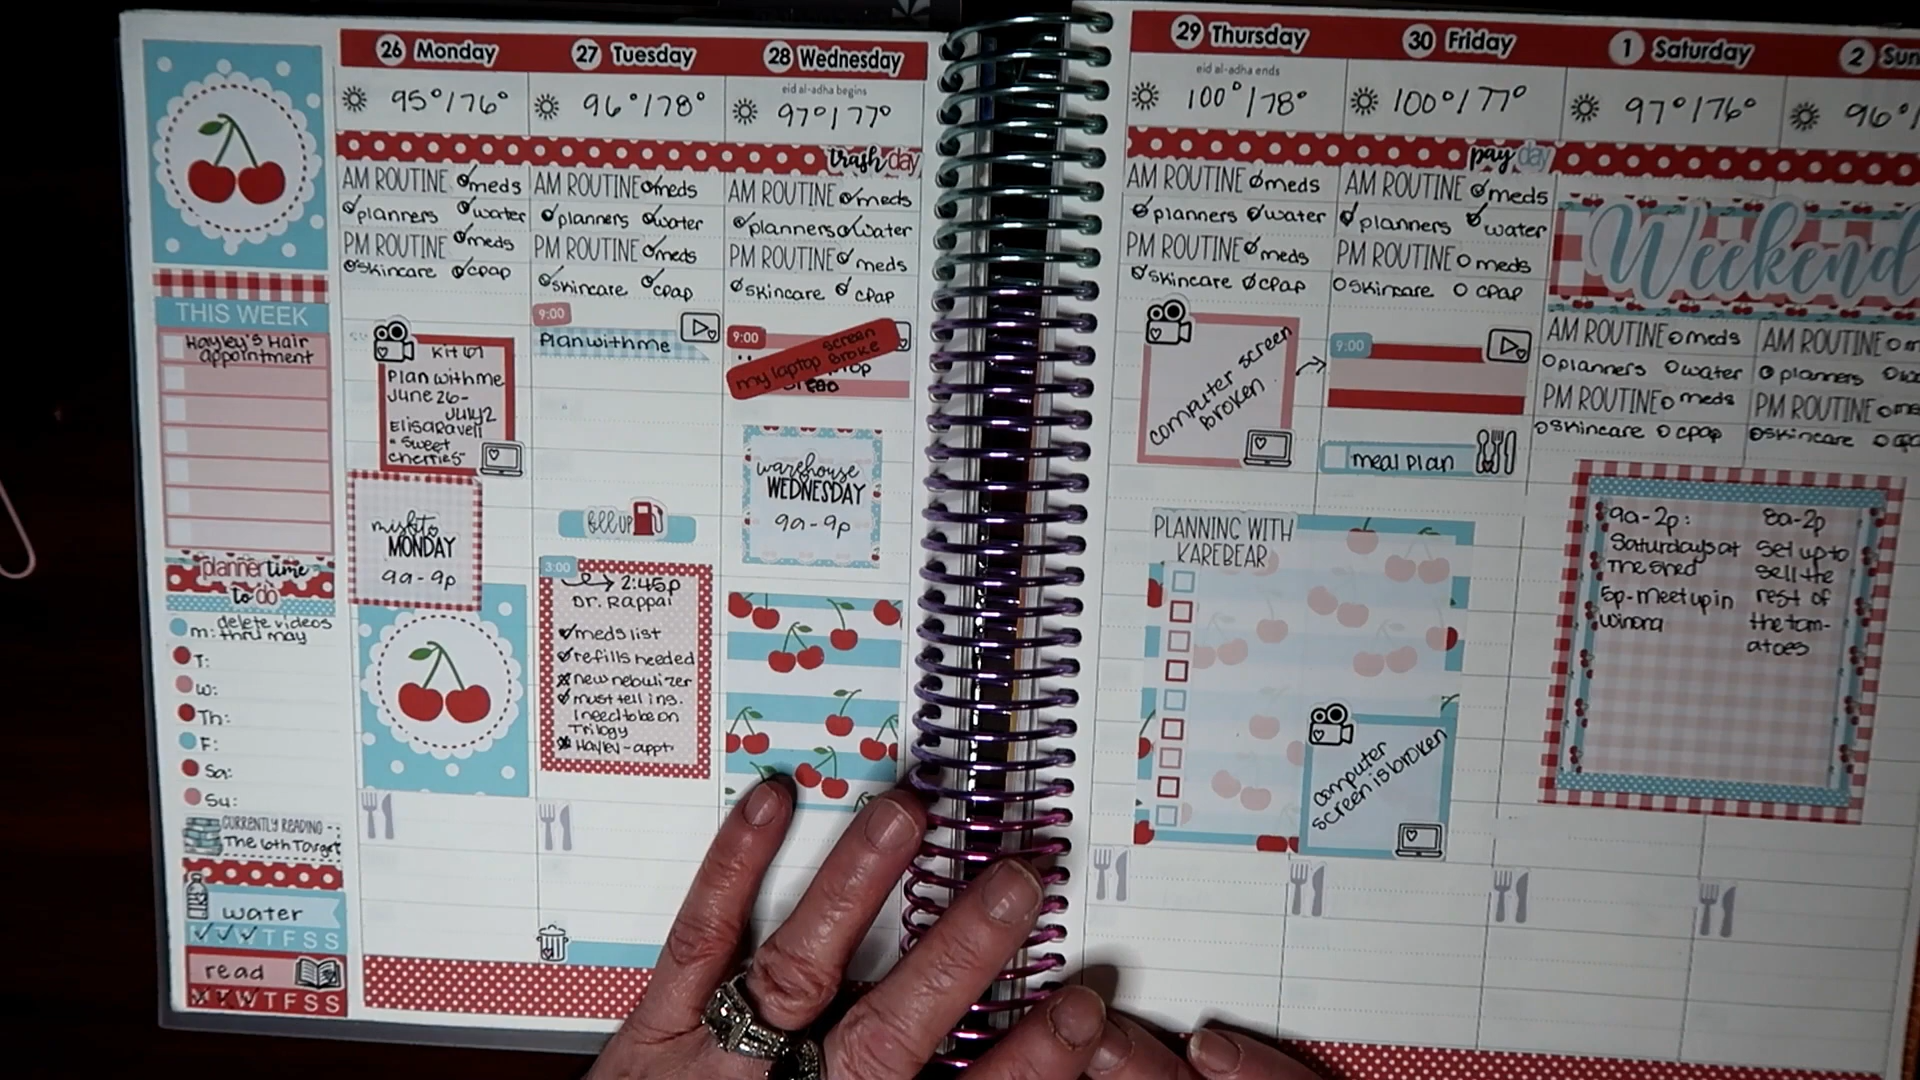 THIS WEEK
Hayley's Hair
appointment
planner time
to do
m: delete videos
thru may
T:
W:
Th:
F:
Sa:
Su:
CURRENTLY READING -
The 6th Target
water
M T W T F S S
read
M T W T F S S
26 Monday
95°/76°
AM ROUTINE meds
planners water
PM ROUTINE meds
skincare cpap
Kit 107
Plan with me
June 26-
July 2
Elisaravell
"Sweet
cherries"
misfit
MONDAY
9a-9p
27 Tuesday
96°/78°
AM ROUTINE meds
planners water
PM ROUTINE meds
skincare cpap
9:00
Plan with me
fill up
3:00
2:45p
Dr. Rappai
meds list
refills needed
new nebulizer
must tell ins.
I need to be on
Trilogy
Hayley-appt
28 Wednesday
eid al-adha begins
97°/77°
trash day
AM ROUTINE meds
planners water
PM ROUTINE meds
skincare cpap
9:00
my laptop screen
broke
warehouse
WEDNESDAY
9a-9p
29 Thursday
eid al-adha ends
100°/78°
AM ROUTINE meds
planners water
PM ROUTINE meds
skincare cpap
computer screen
broken
PLANNING WITH
KAREBEAR
30 Friday
100°/77°
pay day
AM ROUTINE meds
planners water
PM ROUTINE meds
skincare cpap
9:00
meal plan
computer
screen is broken
1 Saturday
97°/76°
Weekend
AM ROUTINE meds
planners water
PM ROUTINE meds
skincare cpap
9a-2p:
Saturdays at
The Shed
5p-meet up in
Winona
2 Sun
96°/
AM ROUTINE
planners
PM ROUTINE
skincare
8a-2p
set up to
sell the
rest of
the tom-
atoes